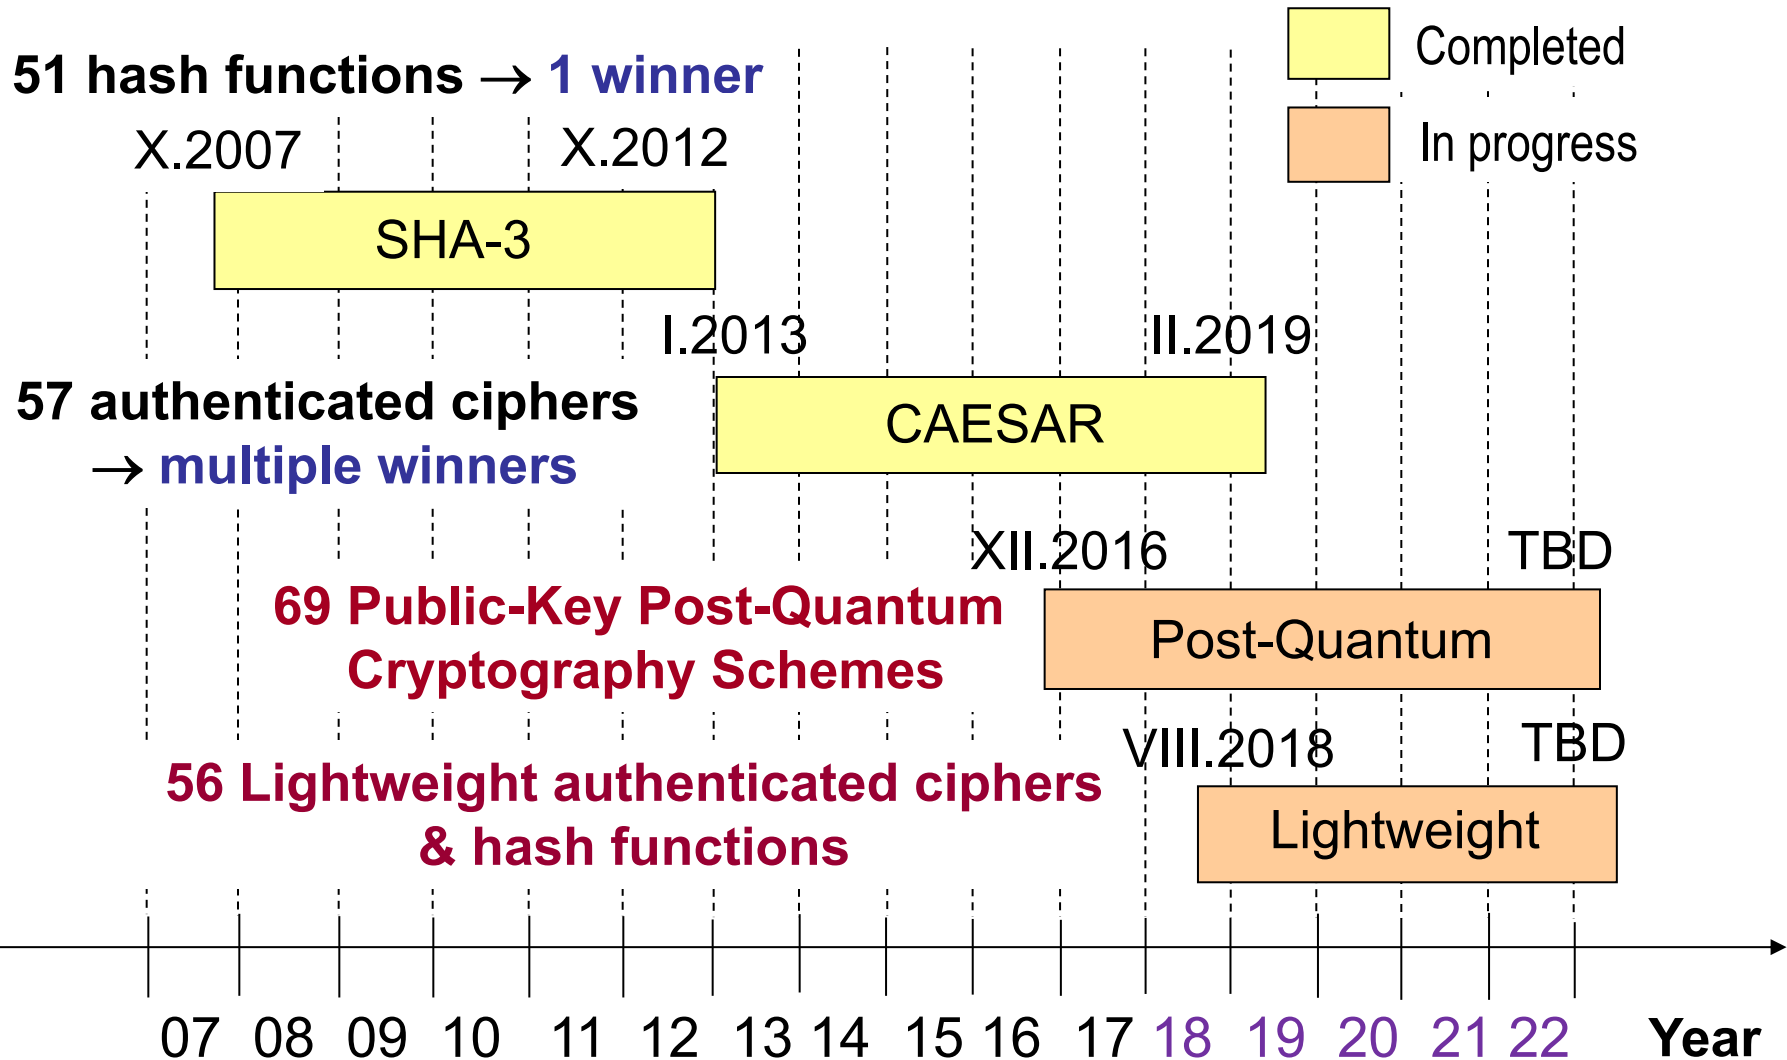 Completed
51 hash functions → 1 winner
In progress
X.2007
X.2012
SHA-3
I.2013
II.2019
57 authenticated ciphers
→ multiple winners
CAESAR
XII.2016
TBD
69 Public-Key Post-Quantum
Cryptography Schemes
Post-Quantum
VIII.2018
TBD
56 Lightweight authenticated ciphers
& hash functions
Lightweight
07 08 09 10 11 12 13 14 15 16 17 18 19 20 21 22 Year